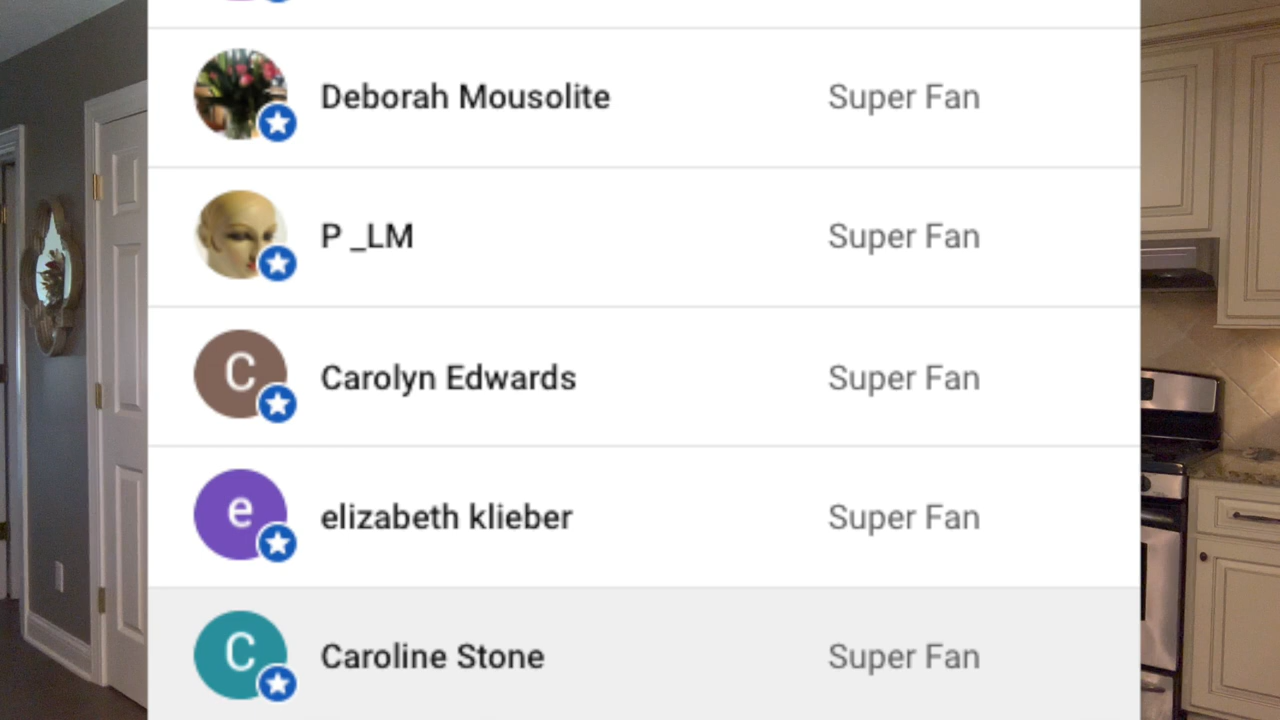 Deborah Mousolite Super Fan
P _LM Super Fan
C Carolyn Edwards Super Fan
e elizabeth klieber Super Fan
C Caroline Stone Super Fan